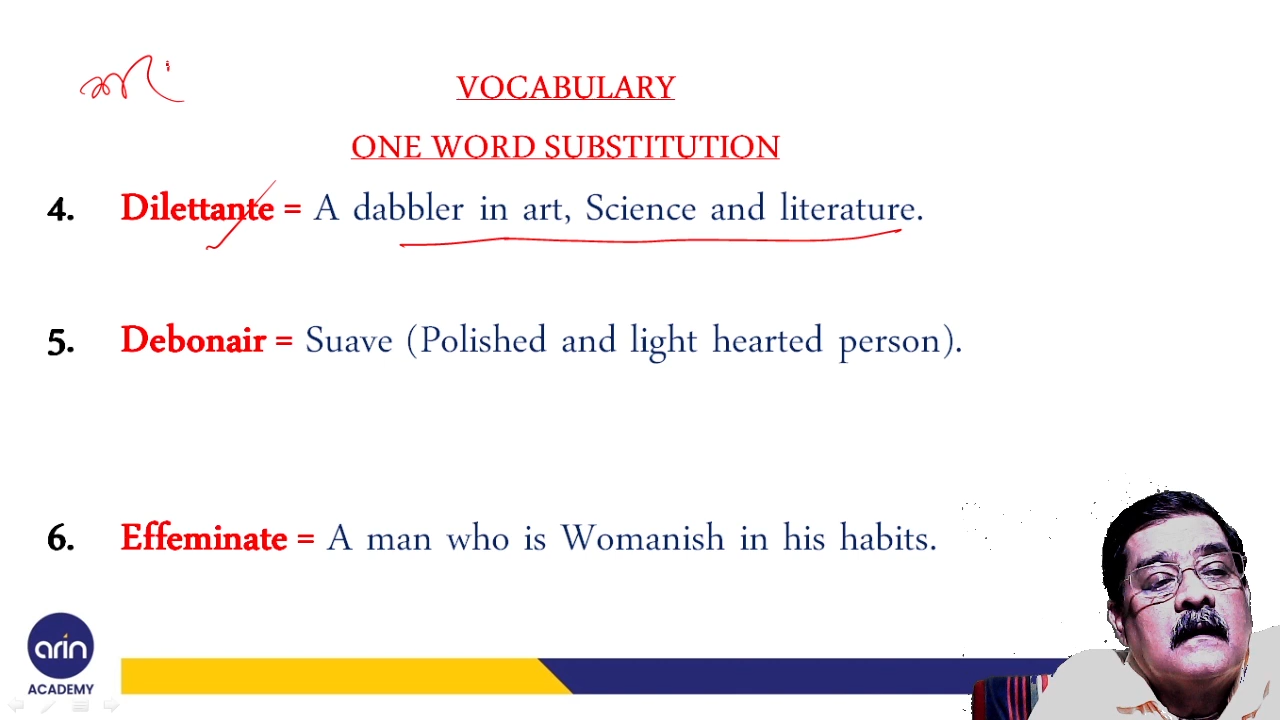 VOCABULARY
ONE WORD SUBSTITUTION
4. Dilettante = A dabbler in art, Science and literature.
5. Debonair = Suave (Polished and light hearted person).
6. Effeminate = A man who is Womanish in his habits.
arin
ACADEMY